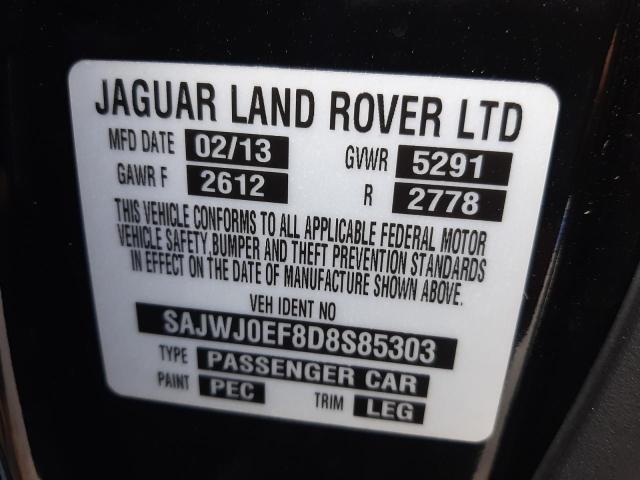 JAGUAR LAND ROVER LTD
MFD DATE 02/13 GVWR 5291
GAWR F 2612 R 2778
THIS VEHICLE CONFORMS TO ALL APPLICABLE FEDERAL MOTOR
VEHICLE SAFETY, BUMPER AND THEFT PREVENTION STANDARDS
IN EFFECT ON THE DATE OF MANUFACTURE SHOWN ABOVE.
VEH IDENT NO
SAJWJ0EF8D8S85303
TYPE PASSENGER CAR
PAINT PEC TRIM LEG